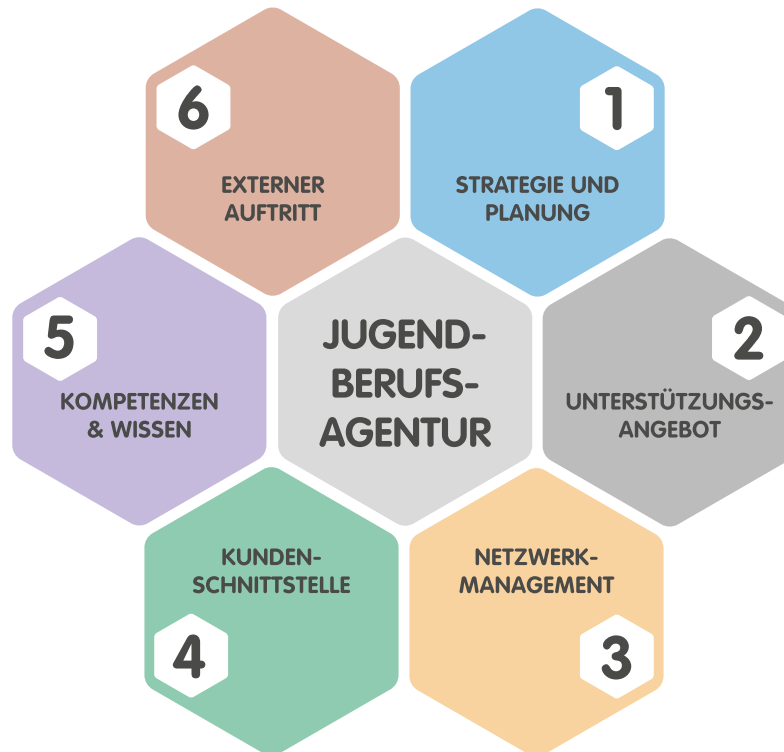 6
EXTERNER
AUFTRITT
1
STRATEGIE UND
PLANUNG
5
KOMPETENZEN
& WISSEN
JUGEND-
BERUFS-
AGENTUR
2
UNTERSTÜTZUNGS-
ANGEBOT
KUNDEN-
SCHNITTSTELLE
4
NETZWERK-
MANAGEMENT
3